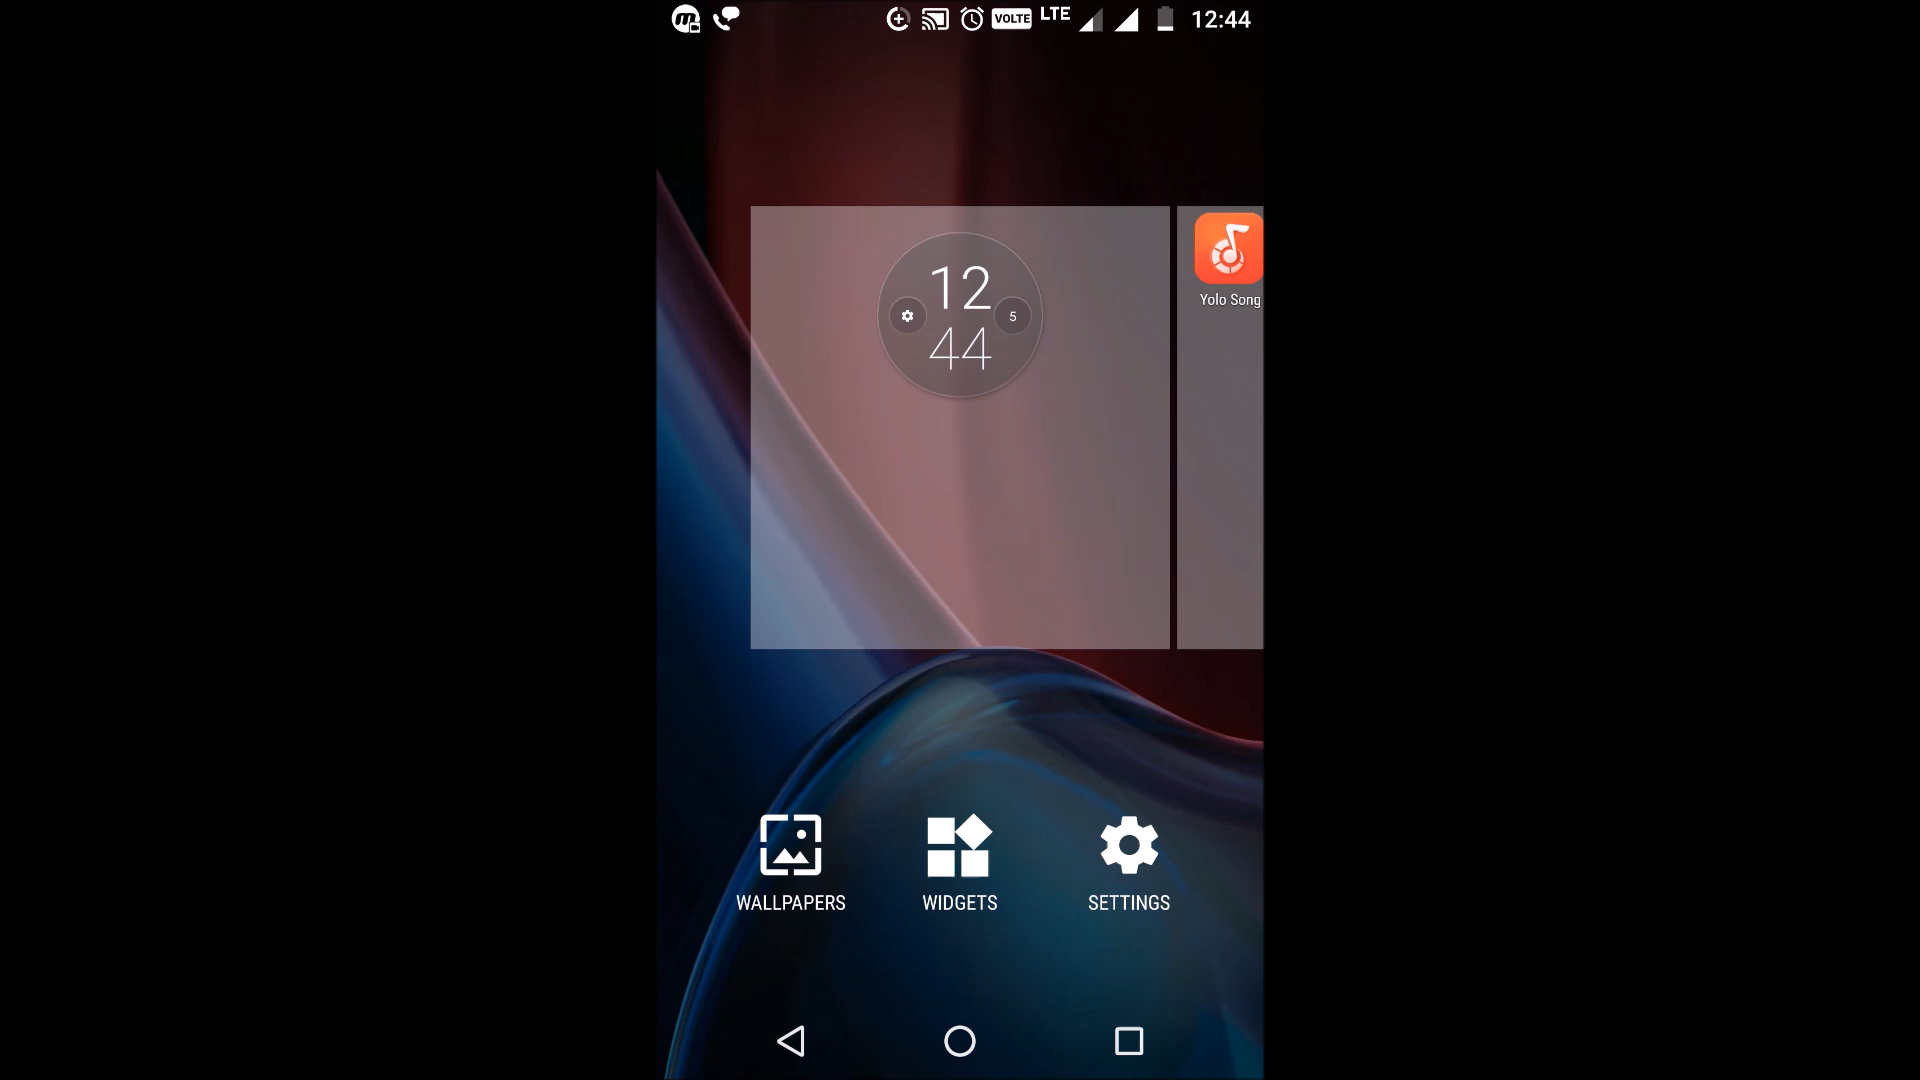 VOLTE LTE 12:44
12
5
44
Yolo Song
WALLPAPERS WIDGETS SETTINGS